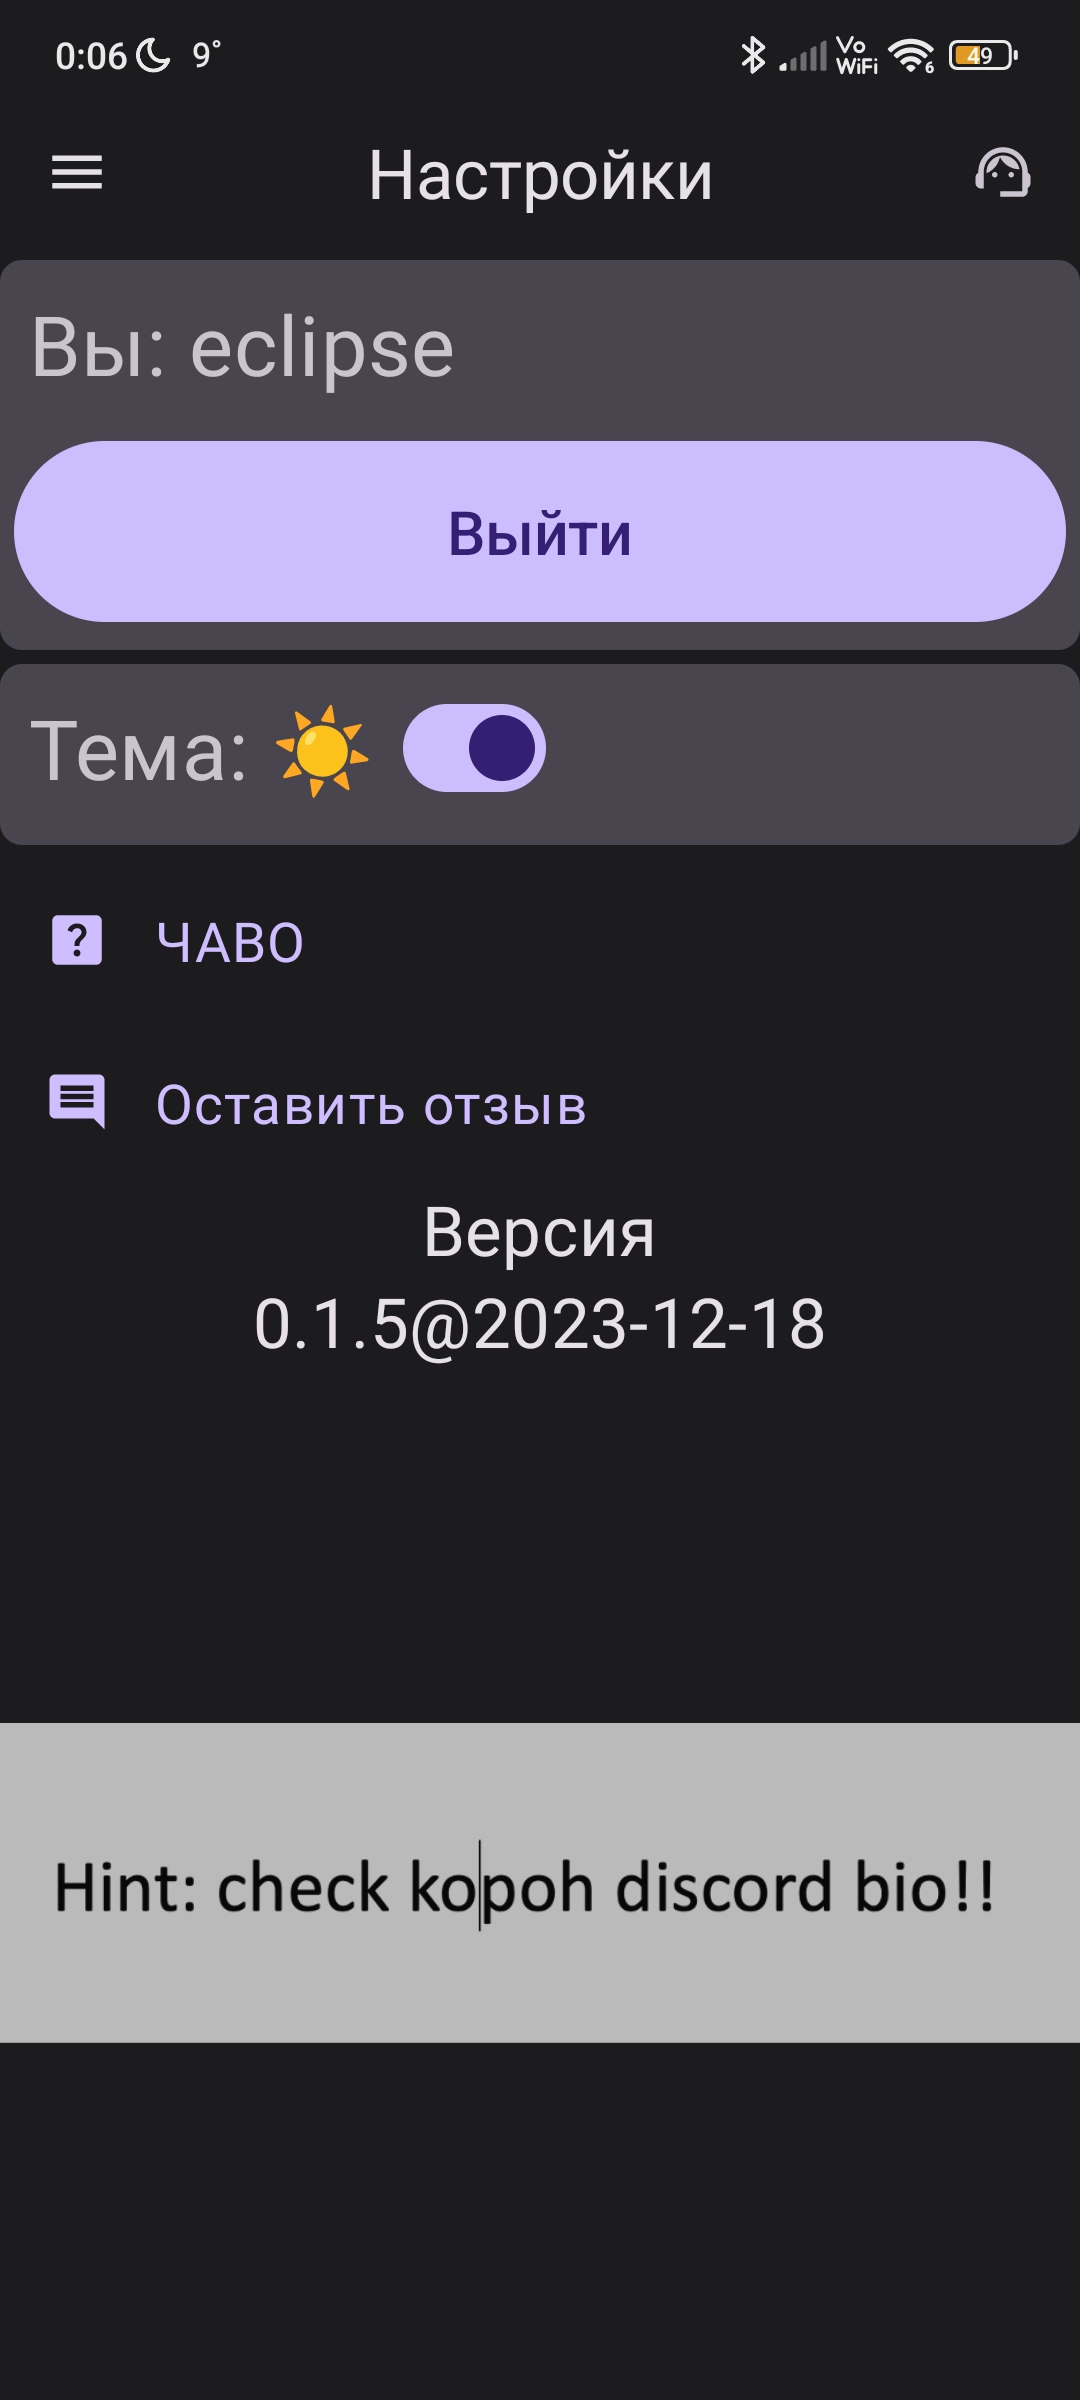 0:06 9°
Vo
WiFi 6 49
Настройки
Вы: eclipse
Выйти
Тема:
ЧАВО
Оставить отзыв
Версия
0.1.5@2023-12-18
Hint: check kopoh discord bio!!